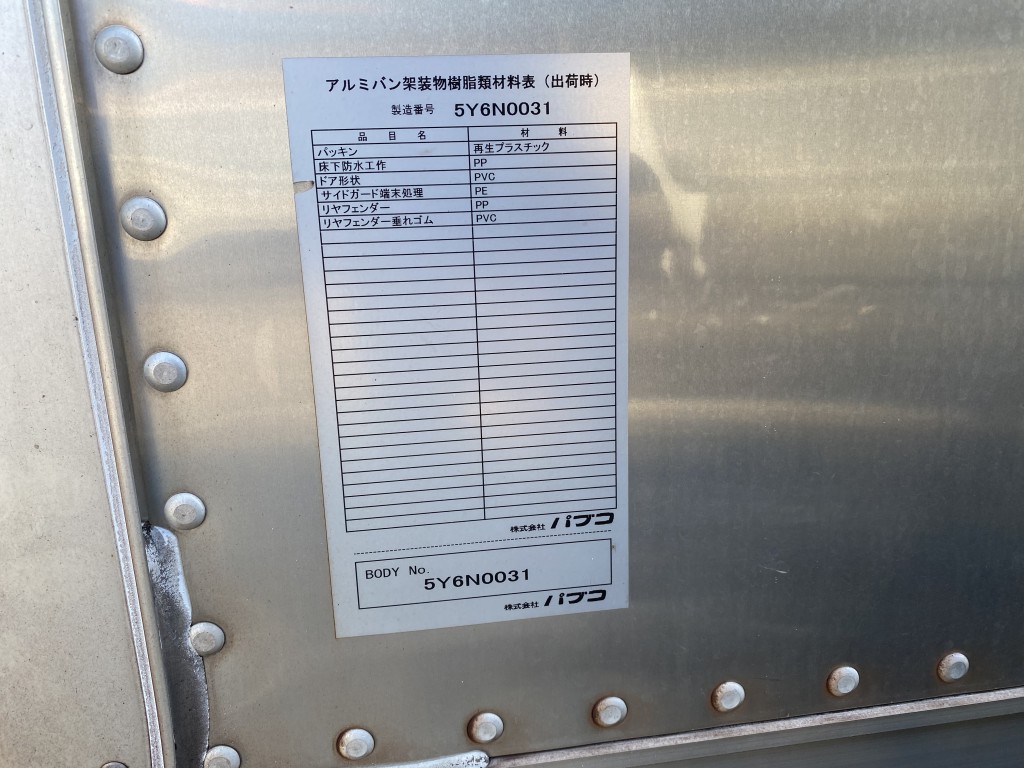 アルミバン架装物樹脂類材料表（出荷時）
製造番号 5Y6N0031
品目名 材料
パッキン 再生プラスチック
床下防水工作 PP
ドア形状 PVC
サイドガード端末処理 PE
リヤフェンダー PP
リヤフェンダー垂れゴム PVC
株式会社 パブコ
BODY No.
5Y6N0031
株式会社 パブコ